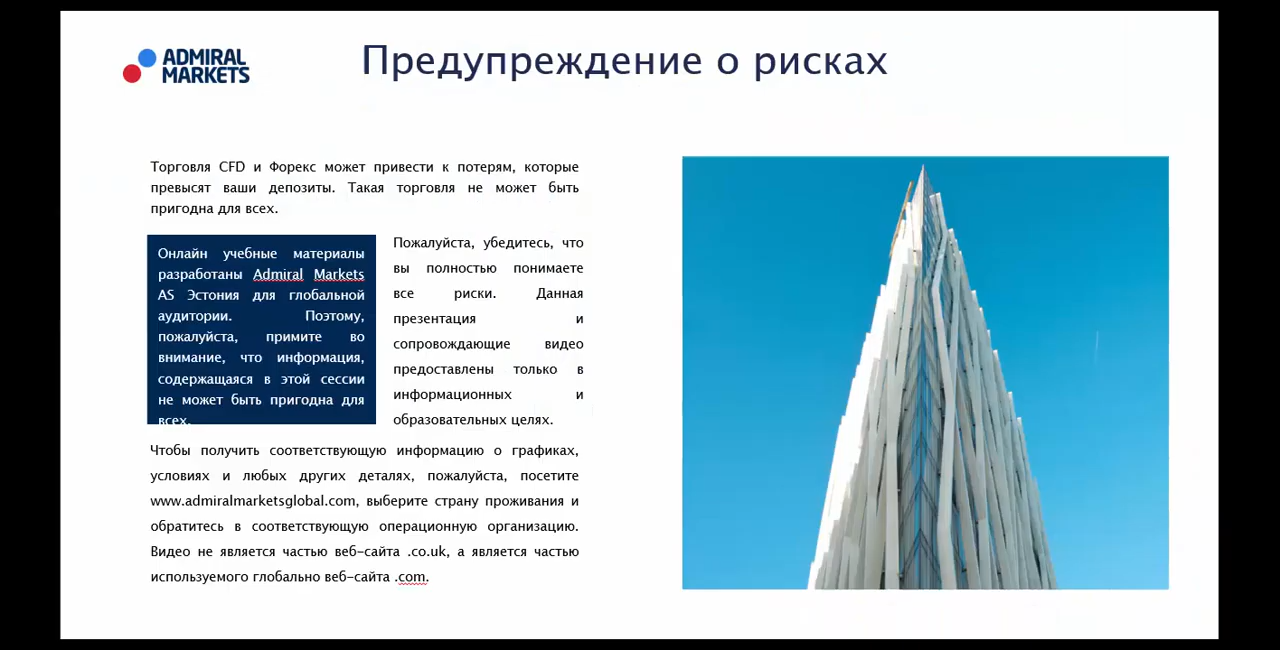 ADMIRAL
MARKETS
Предупреждение о рисках
Торговля CFD и Форекс может привести к потерям, которые
превысят ваши депозиты. Такая торговля не может быть
пригодна для всех.
Онлайн учебные материалы
разработаны Admiral Markets
AS Эстония для глобальной
аудитории. Поэтому,
пожалуйста, примите во
внимание, что информация,
содержащаяся в этой сессии
не может быть пригодна для
всех.
Пожалуйста, убедитесь, что
вы полностью понимаете
все риски. Данная
презентация и
сопровождающие видео
предоставлены только в
информационных и
образовательных целях.
Чтобы получить соответствующую информацию о графиках,
условиях и любых других деталях, пожалуйста, посетите
www.admiralmarketsglobal.com, выберите страну проживания и
обратитесь в соответствующую операционную организацию.
Видео не является частью веб-сайта .co.uk, а является частью
используемого глобально веб-сайта .com.